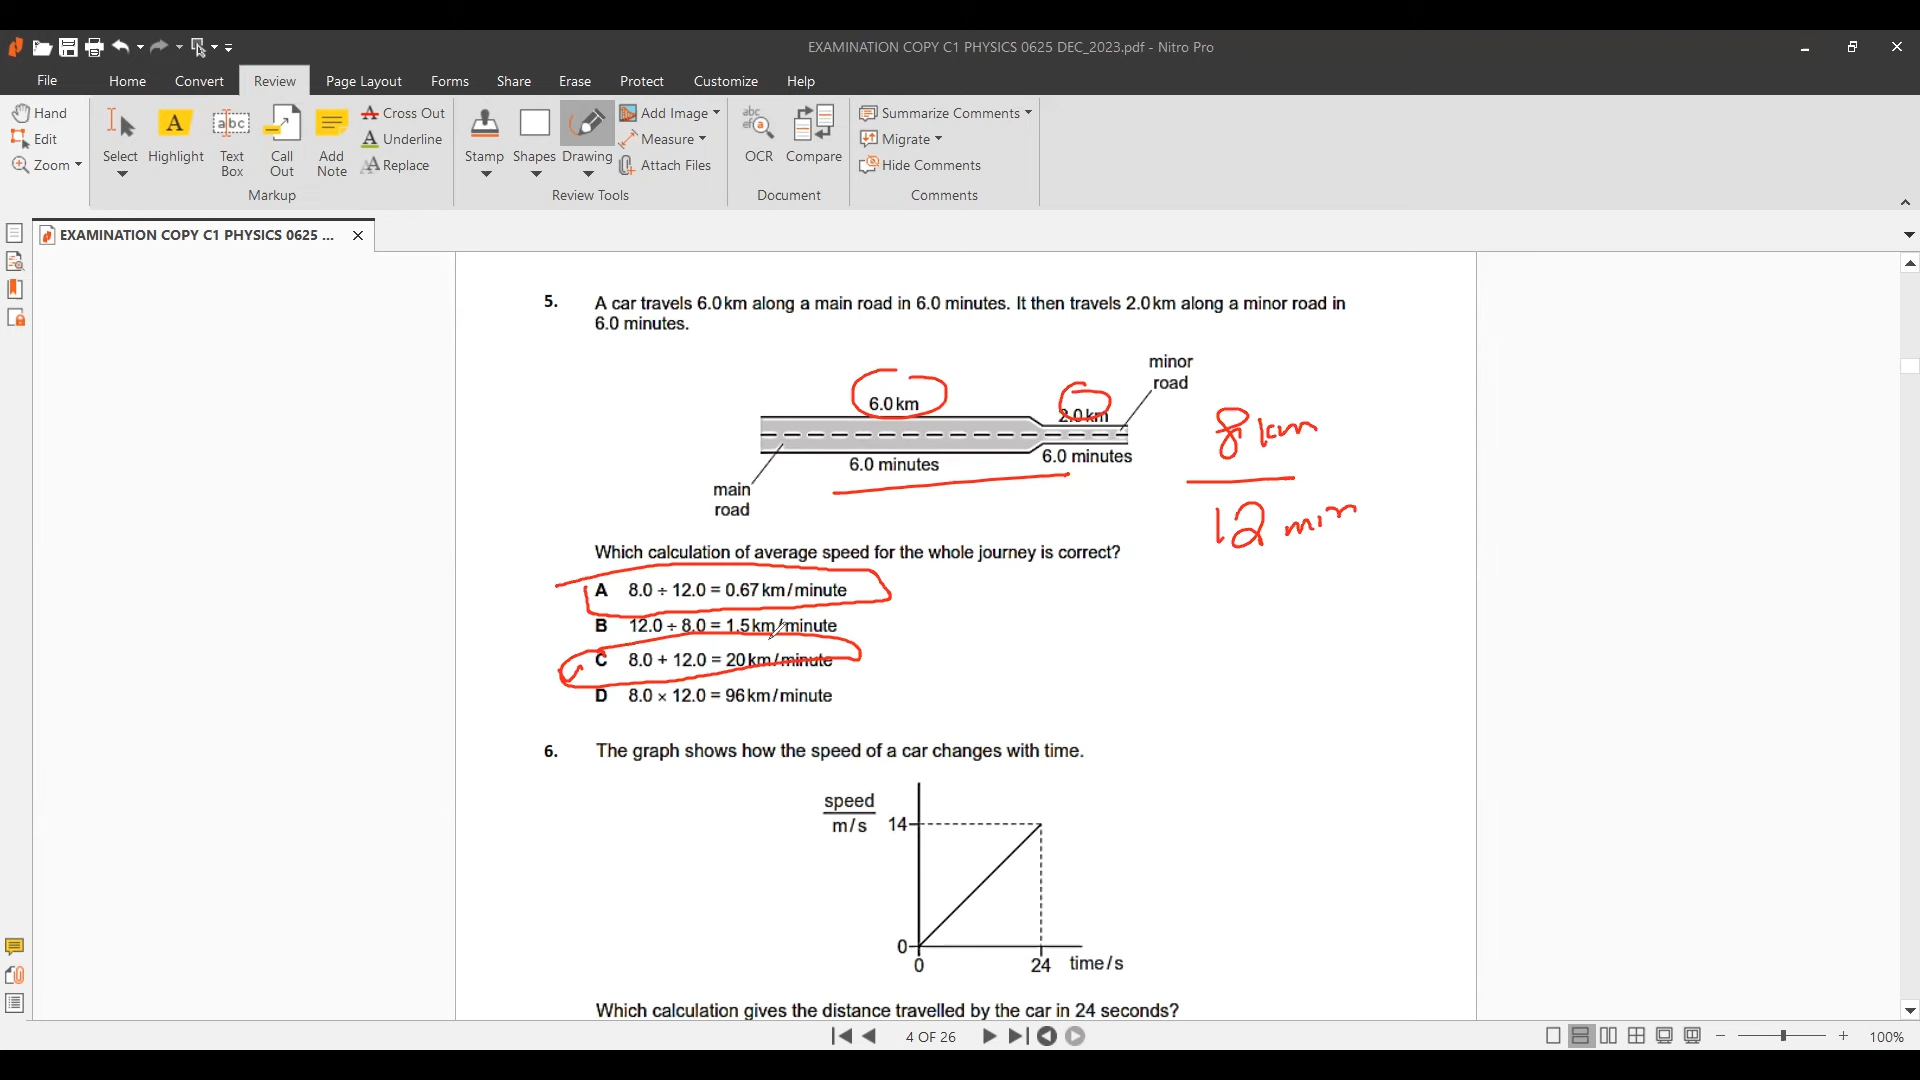 EXAMINATION COPY C1 PHYSICS 0625 DEC_2023.pdf - Nitro Pro
File Home Convert Review Page Layout Forms Share Erase Protect Customize Help
Hand
Edit
Zoom
Select
Highlight
Text Box
Call Out
Add Note
Cross Out
Underline
Replace
Markup
Stamp
Shapes
Drawing
Add Image
Measure
Attach Files
Review Tools
OCR
Compare
Document
Summarize Comments
Migrate
Hide Comments
Comments
EXAMINATION COPY C1 PHYSICS 0625 ...
5. A car travels 6.0 km along a main road in 6.0 minutes. It then travels 2.0 km along a minor road in
6.0 minutes.
minor
road
6.0 km
2.0 km
6.0 minutes
6.0 minutes
main
road
8 km
12 min
Which calculation of average speed for the whole journey is correct?
A 8.0 ÷ 12.0 = 0.67 km / minute
B 12.0 ÷ 8.0 = 1.5 km / minute
C 8.0 + 12.0 = 20 km / minute
D 8.0 × 12.0 = 96 km / minute
6. The graph shows how the speed of a car changes with time.
speed
m / s
14
0
0
24
time / s
Which calculation gives the distance travelled by the car in 24 seconds?
4 OF 26
100%